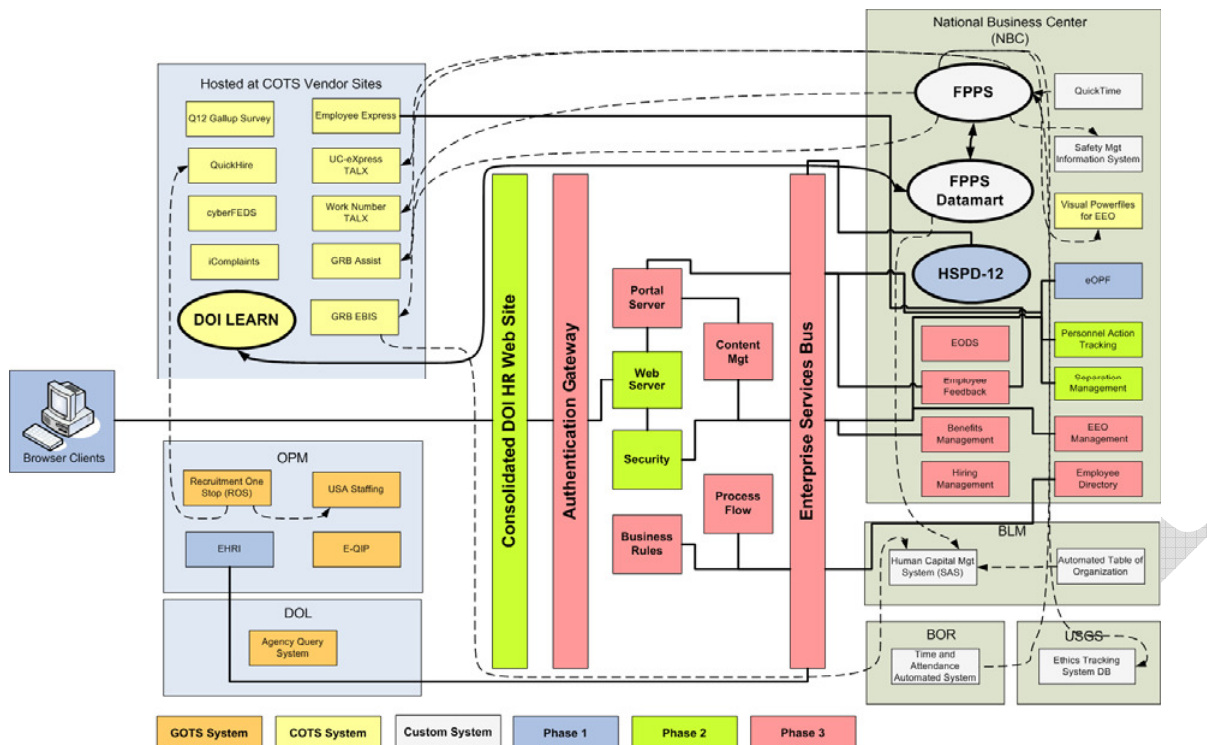 National Business Center
(NBC)
Hosted at COTS Vendor Sites
Q12 Gallup Survey
Employee Express
QuickHire
UC-eXpress
TALX
cyberFEDS
Work Number
TALX
iComplaints
GRB Assist
DOI LEARN
GRB EBIS
FPPS
QuickTime
Safety Mgt
Information System
FPPS
Datamart
Visual Powerfiles
for EEO
HSPD-12
eOPF
EODS
Personnel Action
Tracking
Employee
Feedback
Separation
Management
Benefits
Management
EEO
Management
Hiring
Management
Employee
Directory
Browser Clients
Consolidated DOI HR Web Site
Authentication Gateway
Portal
Server
Content
Mgt
Web
Server
Security
Process
Flow
Business
Rules
Enterprise Services Bus
OPM
Recruitment One
Stop (ROS)
USA Staffing
EHRI
E-QIP
DOL
Agency Query
System
BLM
Human Capital Mgt
System (SAS)
Automated Table of
Organization
BOR
Time and
Attendance
Automated System
USGS
Ethics Tracking
System DB
GOTS System
COTS System
Custom System
Phase 1
Phase 2
Phase 3